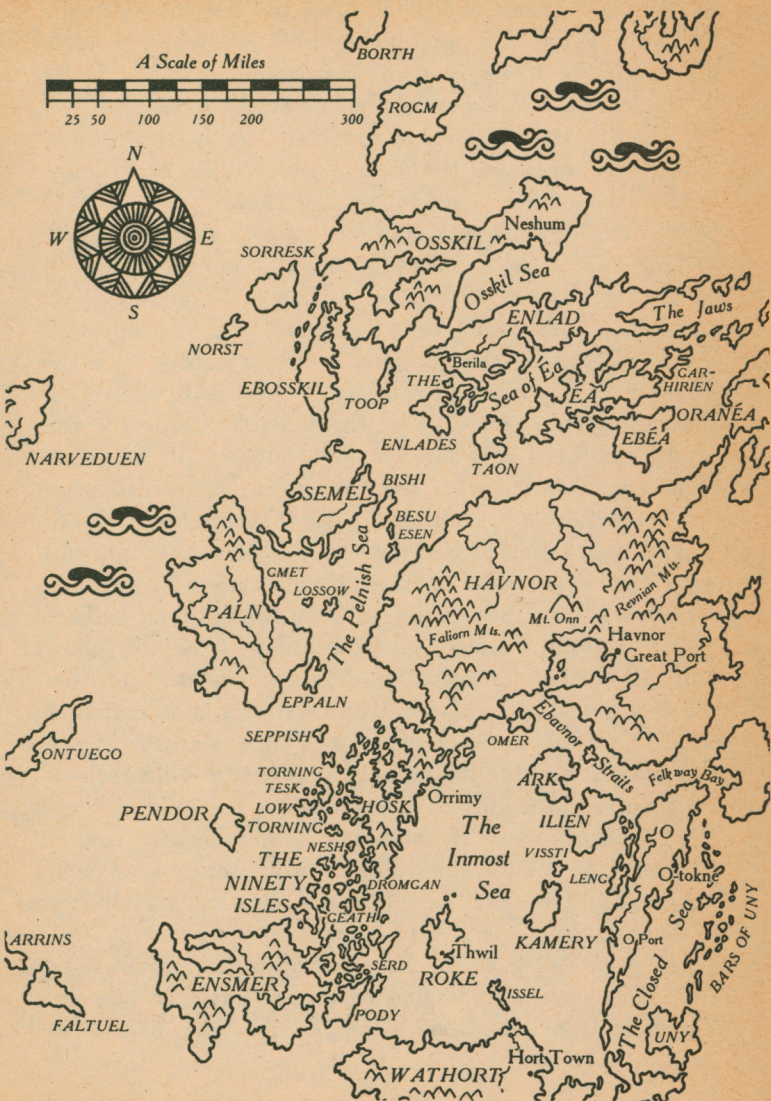 BORTH
A Scale of Miles
25 50 100 150 200 300
ROGM
N
W E
S
Neshum
OSSKIL
SORRESK
Osskil Sea
ENLAD
The Jaws
NORST
EBOSSKIL
TOOP
THE
ENLADES
Berila
Sea of Éa
ÉA
GAR-
HIRIEN
ORANÉA
EBÉA
TAON
NARVEDUEN
SEMEL
BISHI
BESU
ESEN
The Pelnish Sea
GMET
LOSSOW
PALN
HAVNOR
Faliorn Mts.
Mt. Onn
Revnian Mts.
Havnor
Great Port
EPPALN
ONTUEGO
SEPPISH
OMER
Ebavnor
Straits
Felkway Bay
TORNING
TESK
LOW
TORNING
HOSK
Orrimy
PENDOR
ARK
ILIEN
The
Inmost
Sea
NESH
THE
NINETY
ISLES
DROMGAN
GEATH
VISSTI
LENG
O
O-tokne
KAMERY
O Port
The Closed Sea
BARS OF UNY
ARRINS
FALTUEL
ENSMER
SERD
PODY
Thwil
ROKE
ISSEL
UNY
Hort Town
WATHORT